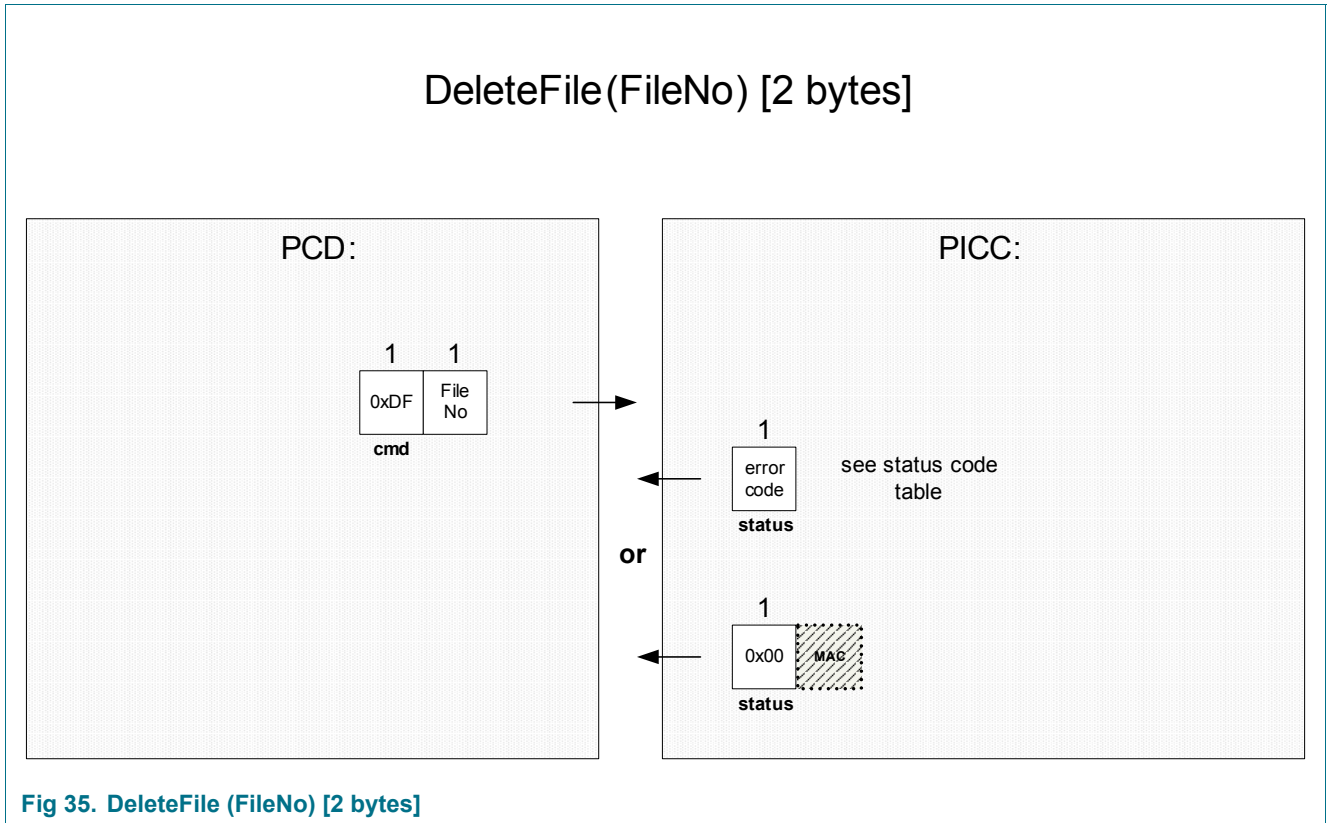 DeleteFile(FileNo) [2 bytes]
PCD:
1 1
0xDF
File
No
cmd
PICC:
1
error
code
see status code
table
status
or
1
0x00
MAC
status
Fig 35. DeleteFile (FileNo) [2 bytes]